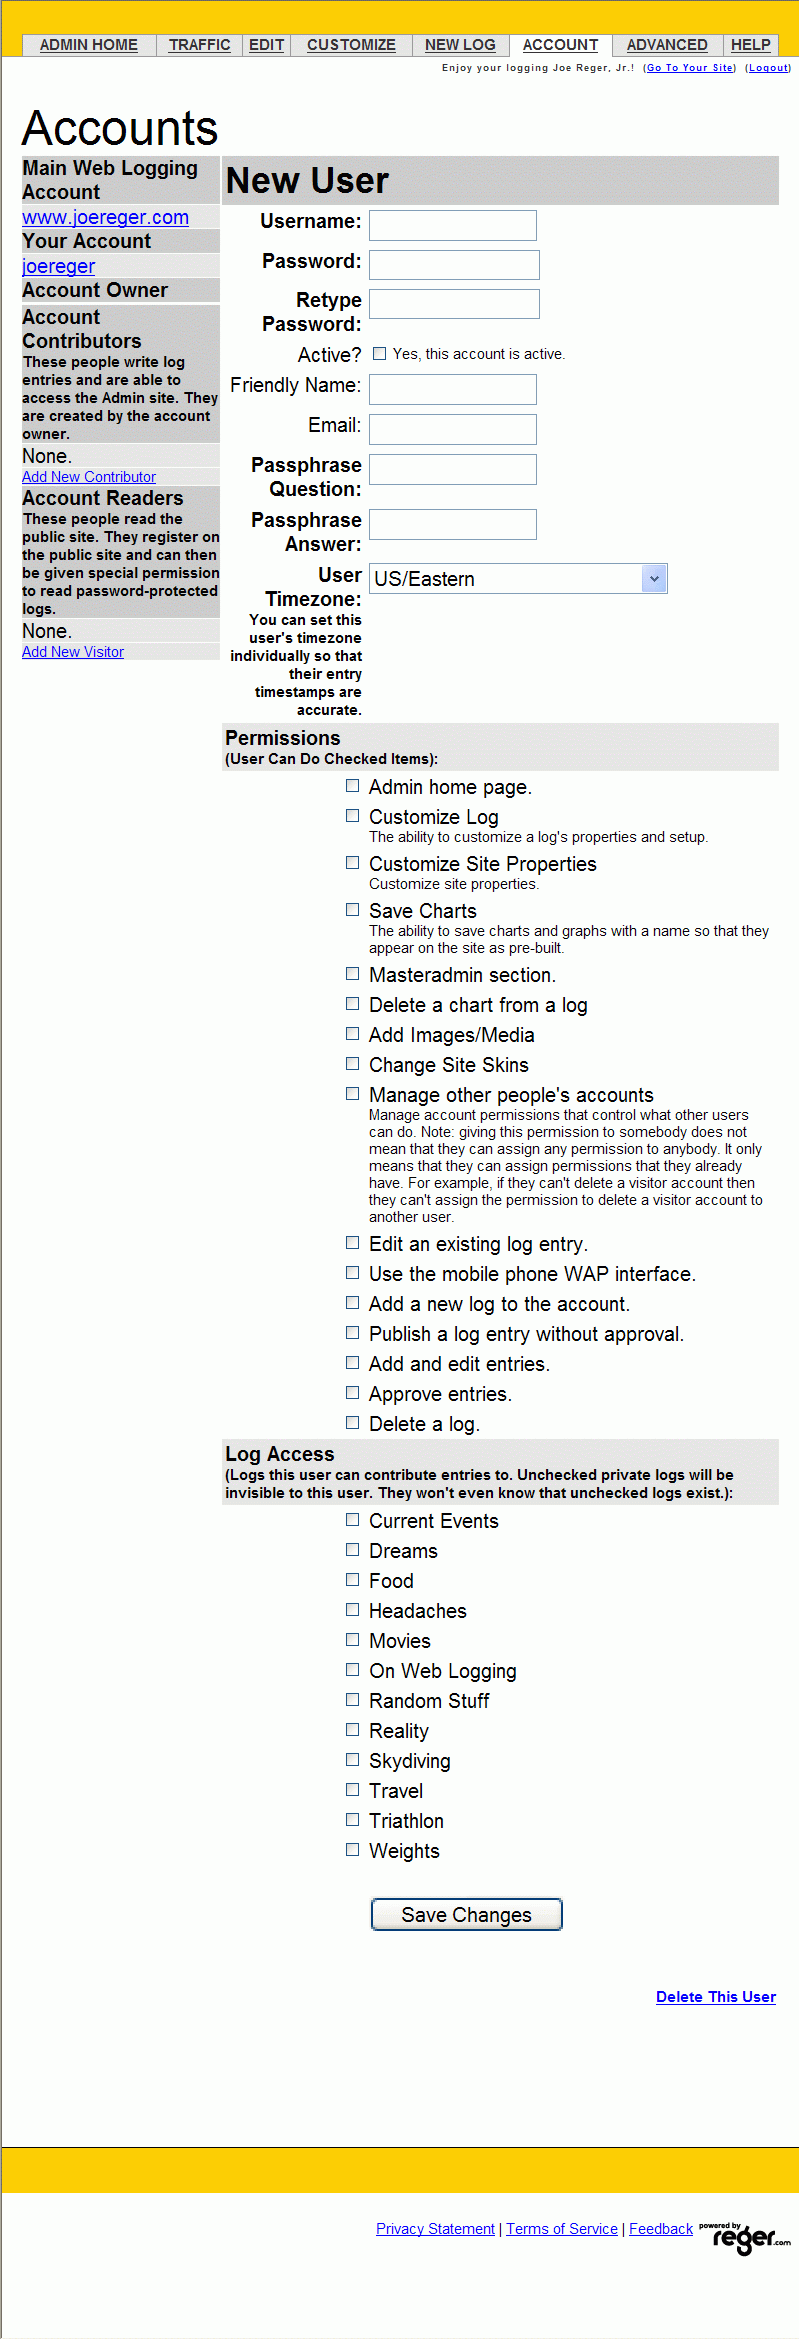 ADMIN HOME TRAFFIC EDIT CUSTOMIZE NEW LOG ACCOUNT ADVANCED HELP
Enjoy your logging Joe Reger, Jr.! (Go To Your Site) (Logout)
Accounts
Main Web Logging
Account
www.joereger.com
Your Account
joereger
Account Owner
Account
Contributors
These people write log
entries and are able to
access the Admin site. They
are created by the account
owner.
None.
Add New Contributor
Account Readers
These people read the
public site. They register on
the public site and can then
be given special permission
to read password-protected
logs.
None.
Add New Visitor
New User
Username:
Password:
Retype
Password:
Active? Yes, this account is active.
Friendly Name:
Email:
Passphrase
Question:
Passphrase
Answer:
User
Timezone:
US/Eastern
You can set this
user's timezone
individually so that
their entry
timestamps are
accurate.
Permissions
(User Can Do Checked Items):
Admin home page.
Customize Log
The ability to customize a log's properties and setup.
Customize Site Properties
Customize site properties.
Save Charts
The ability to save charts and graphs with a name so that they
appear on the site as pre-built.
Masteradmin section.
Delete a chart from a log
Add Images/Media
Change Site Skins
Manage other people's accounts
Manage account permissions that control what other users
can do. Note: giving this permission to somebody does not
mean that they can assign any permission to anybody. It only
means that they can assign permissions that they already
have. For example, if they can't delete a visitor account then
they can't assign the permission to delete a visitor account to
another user.
Edit an existing log entry.
Use the mobile phone WAP interface.
Add a new log to the account.
Publish a log entry without approval.
Add and edit entries.
Approve entries.
Delete a log.
Log Access
(Logs this user can contribute entries to. Unchecked private logs will be
invisible to this user. They won't even know that unchecked logs exist.):
Current Events
Dreams
Food
Headaches
Movies
On Web Logging
Random Stuff
Reality
Skydiving
Travel
Triathlon
Weights
Save Changes
Delete This User
Privacy Statement | Terms of Service | Feedback
powered by
reger.com